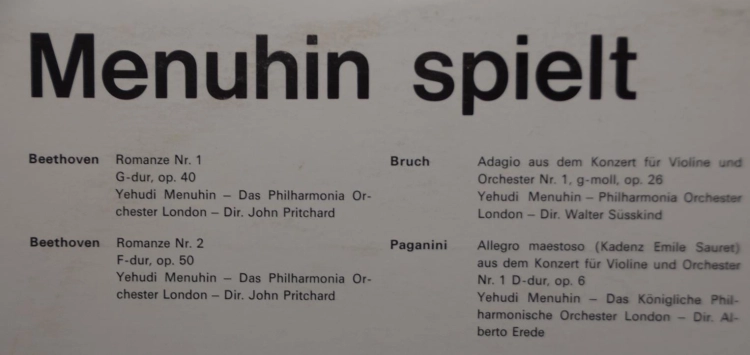 Menuhin spielt
Beethoven Romanze Nr. 1
G-dur, op. 40
Yehudi Menuhin – Das Philharmonia Or-
chester London – Dir. John Pritchard
Beethoven Romanze Nr. 2
F-dur, op. 50
Yehudi Menuhin – Das Philharmonia Or-
chester London – Dir. John Pritchard
Bruch Adagio aus dem Konzert für Violine und
Orchester Nr. 1, g-moll, op. 26
Yehudi Menuhin – Philharmonia Orchester
London – Dir. Walter Süsskind
Paganini Allegro maestoso (Kadenz Emile Sauret)
aus dem Konzert für Violine und Orchester
Nr. 1 D-dur, op. 6
Yehudi Menuhin – Das Königliche Phil-
harmonische Orchester London – Dir. Al-
berto Erede